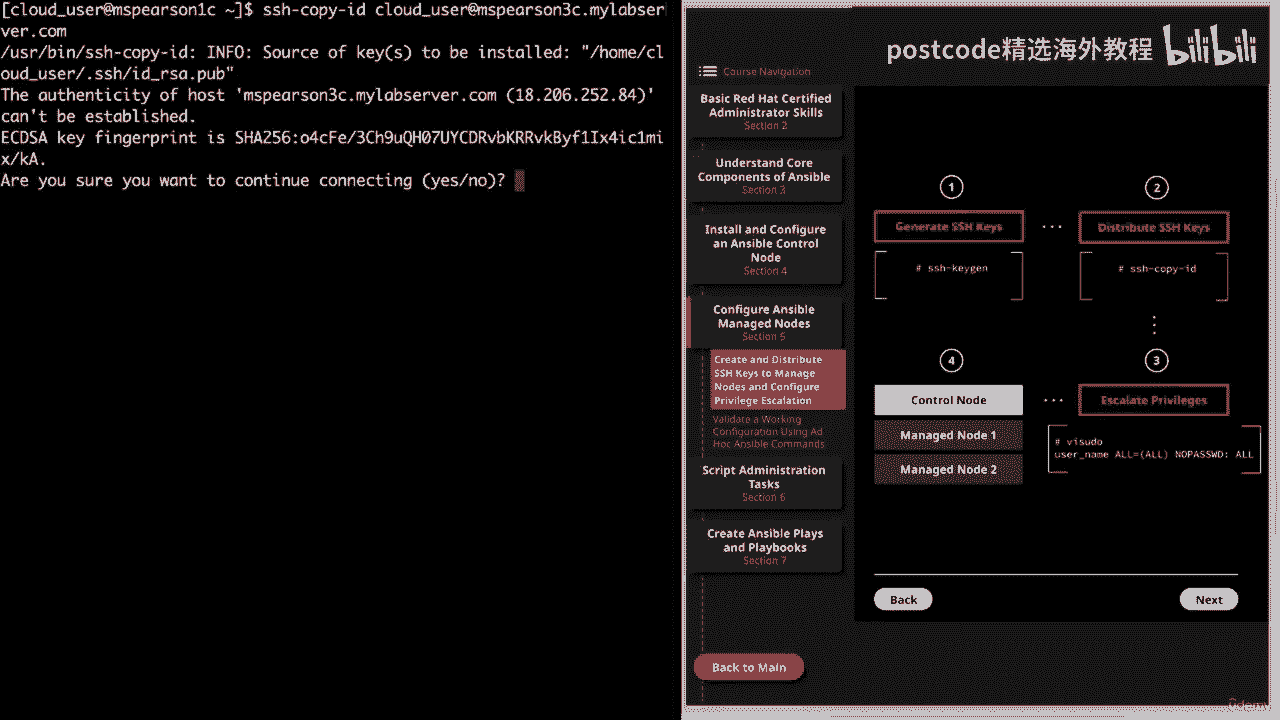 [cloud_user@mspearson1c ~]$ ssh-copy-id cloud_user@mspearson3c.mylabser
ver.com
/usr/bin/ssh-copy-id: INFO: Source of key(s) to be installed: "/home/cl
oud_user/.ssh/id_rsa.pub"
The authenticity of host 'mspearson3c.mylabserver.com (18.206.252.84)'
can't be established.
ECDSA key fingerprint is SHA256:o4cFe/3Ch9uQH07UYCDRvbKRRvkByf1Ix4ic1mi
x/kA.
Are you sure you want to continue connecting (yes/no)?
postcode精选海外教程 bilibili
Course Navigation
Basic Red Hat Certified
Administrator Skills
Section 2
Understand Core
Components of Ansible
Section 3
Install and Configure
an Ansible Control
Node
Section 4
Configure Ansible
Managed Nodes
Section 5
Create and Distribute
SSH Keys to Manage
Nodes and Configure
Privilege Escalation
Validate a Working
Configuration Using Ad
Hoc Ansible Commands
Script Administration
Tasks
Section 6
Create Ansible Plays
and Playbooks
Section 7
Back to Main
1
Generate SSH Keys
# ssh-keygen
2
Distribute SSH Keys
# ssh-copy-id
4
Control Node
Managed Node 1
Managed Node 2
3
Escalate Privileges
# visudo
user_name ALL=(ALL) NOPASSWD: ALL
Back
Next